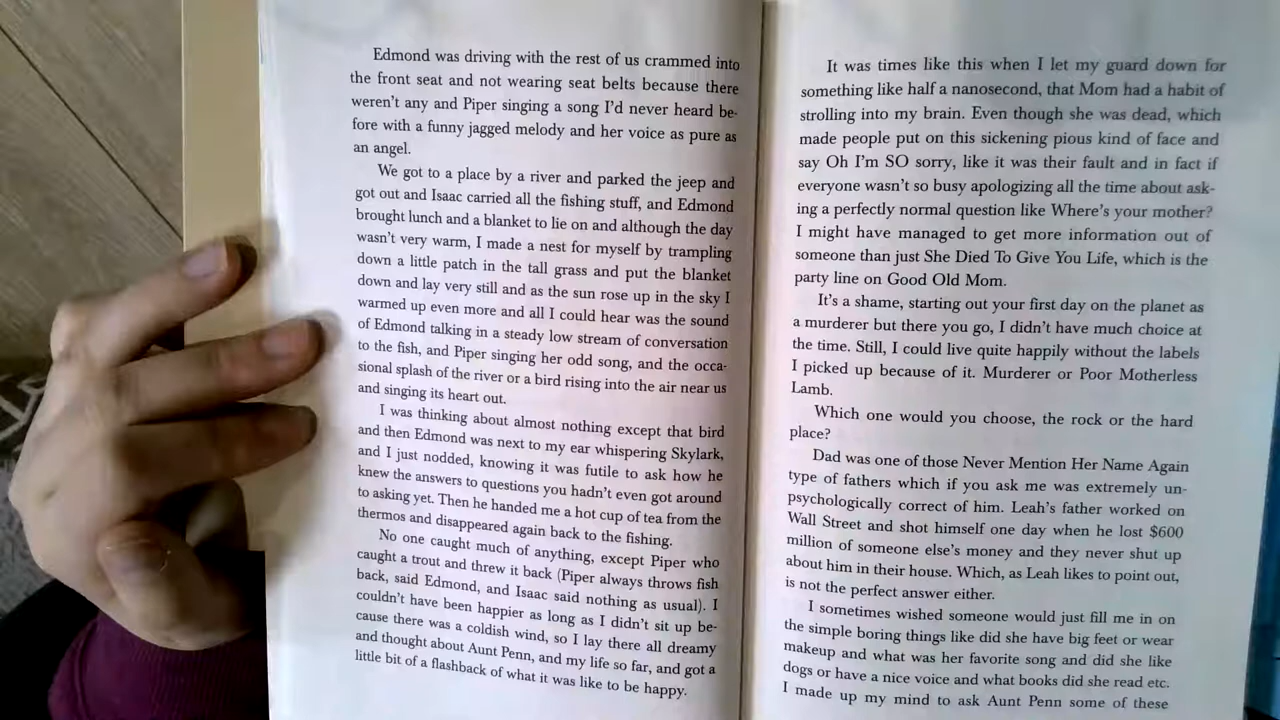 Edmond was driving with the rest of us crammed into
the front seat and not wearing seat belts because there
weren't any and Piper singing a song I'd never heard be-
fore with a funny jagged melody and her voice as pure as
an angel.
We got to a place by a river and parked the jeep and
got out and Isaac carried all the fishing stuff, and Edmond
brought lunch and a blanket to lie on and although the day
wasn't very warm, I made a nest for myself by trampling
down a little patch in the tall grass and put the blanket
down and lay very still and as the sun rose up in the sky I
warmed up even more and all I could hear was the sound
of Edmond talking in a steady low stream of conversation
to the fish, and Piper singing her odd song, and the occa-
sional splash of the river or a bird rising into the air near us
and singing its heart out.
I was thinking about almost nothing except that bird
and then Edmond was next to my ear whispering Skylark,
and I just nodded, knowing it was futile to ask how he
knew the answers to questions you hadn't even got around
to asking yet. Then he handed me a hot cup of tea from the
thermos and disappeared again back to the fishing.
No one caught much of anything, except Piper who
caught a trout and threw it back (Piper always throws fish
back, said Edmond, and Isaac said nothing as usual). I
couldn't have been happier as long as I didn't sit up be-
cause there was a coldish wind, so I lay there all dreamy
and thought about Aunt Penn, and my life so far, and got a
little bit of a flashback of what it was like to be happy.
It was times like this when I let my guard down for
something like half a nanosecond, that Mom had a habit of
strolling into my brain. Even though she was dead, which
made people put on this sickening pious kind of face and
say Oh I'm SO sorry, like it was their fault and in fact if
everyone wasn't so busy apologizing all the time about ask-
ing a perfectly normal question like Where's your mother?
I might have managed to get more information out of
someone than just She Died To Give You Life, which is the
party line on Good Old Mom.
It's a shame, starting out your first day on the planet as
a murderer but there you go, I didn't have much choice at
the time. Still, I could live quite happily without the labels
I picked up because of it. Murderer or Poor Motherless
Lamb.
Which one would you choose, the rock or the hard
place?
Dad was one of those Never Mention Her Name Again
type of fathers which if you ask me was extremely un-
psychologically correct of him. Leah's father worked on
Wall Street and shot himself one day when he lost $600
million of someone else's money and they never shut up
about him in their house. Which, as Leah likes to point out,
is not the perfect answer either.
I sometimes wished someone would just fill me in on
the simple boring things like did she have big feet or wear
makeup and what was her favorite song and did she like
dogs or have a nice voice and what books did she read etc.
I made up my mind to ask Aunt Penn some of these